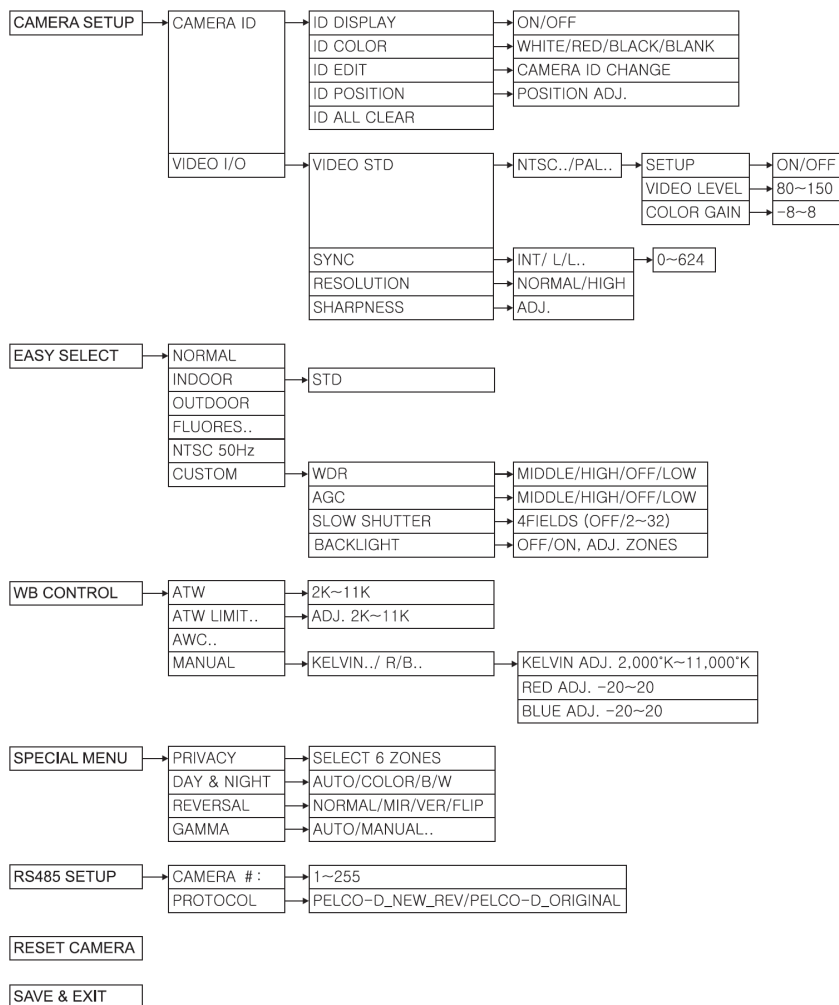 CAMERA SETUP CAMERA ID ID DISPLAY ON/OFF
ID COLOR WHITE/RED/BLACK/BLANK
ID EDIT CAMERA ID CHANGE
ID POSITION POSITION ADJ.
ID ALL CLEAR
VIDEO I/O VIDEO STD NTSC../PAL.. SETUP ON/OFF
VIDEO LEVEL 80~150
COLOR GAIN -8~8
SYNC INT/ L/L.. 0~624
RESOLUTION NORMAL/HIGH
SHARPNESS ADJ.
EASY SELECT NORMAL
INDOOR STD
OUTDOOR
FLUORES..
NTSC 50Hz
CUSTOM WDR MIDDLE/HIGH/OFF/LOW
AGC MIDDLE/HIGH/OFF/LOW
SLOW SHUTTER 4FIELDS (OFF/2~32)
BACKLIGHT OFF/ON, ADJ. ZONES
WB CONTROL ATW 2K~11K
ATW LIMIT.. ADJ. 2K~11K
AWC..
MANUAL KELVIN../ R/B.. KELVIN ADJ. 2,000°K~11,000°K
RED ADJ. -20~20
BLUE ADJ. -20~20
SPECIAL MENU PRIVACY SELECT 6 ZONES
DAY & NIGHT AUTO/COLOR/B/W
REVERSAL NORMAL/MIR/VER/FLIP
GAMMA AUTO/MANUAL..
RS485 SETUP CAMERA #: 1~255
PROTOCOL PELCO-D_NEW_REV/PELCO-D_ORIGINAL
RESET CAMERA
SAVE & EXIT